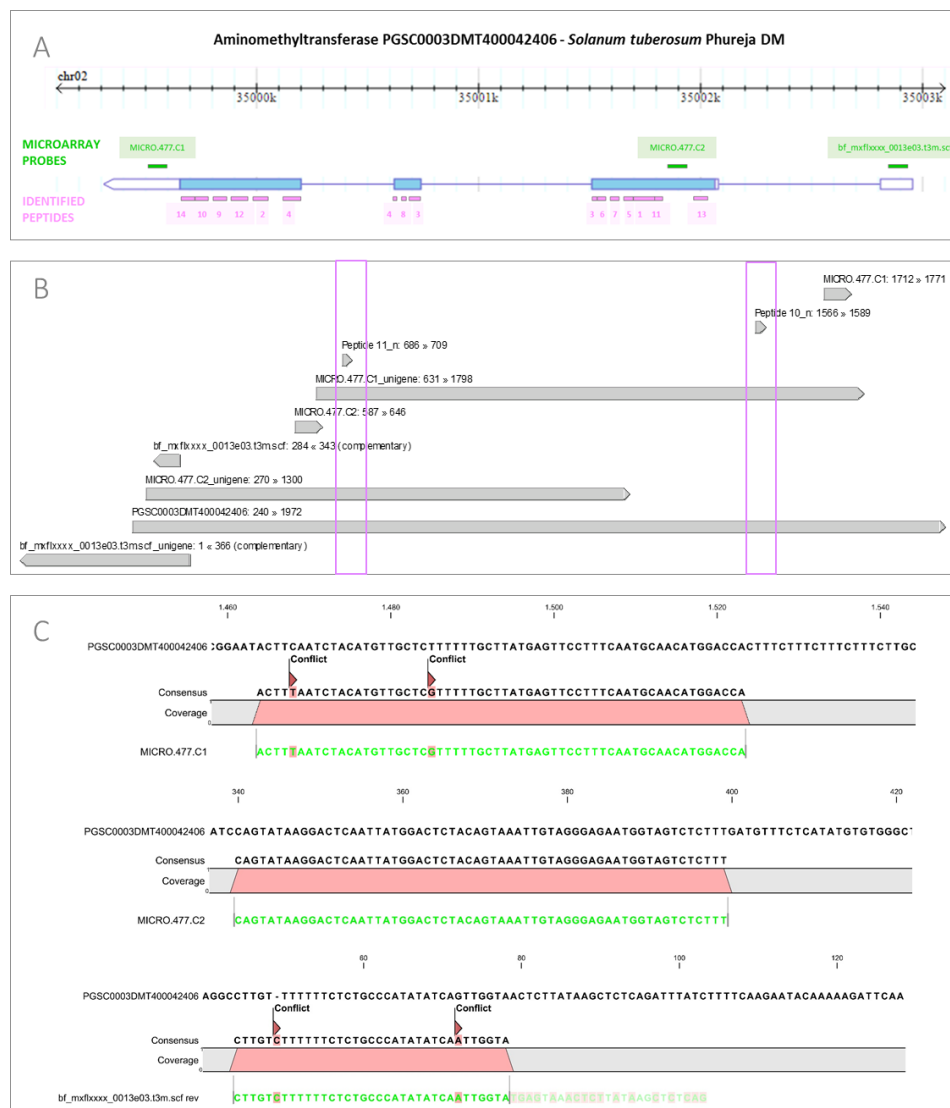 A
Aminomethyltransferase PGSC0003DMT400042406 - Solanum tuberosum Phureja DM
chr02
35000k 35001k 35002k 35003k
MICROARRAY PROBES
MICRO.477.C1 MICRO.477.C2 bf_mxflxxxx_0013e03.t3m.sc
IDENTIFIED PEPTIDES
14 10 9 12 2 4 4 8 3 3 6 7 5 1 11 13
B
MICRO.477.C1: 1712 » 1771
Peptide 10_n: 1566 » 1589
Peptide 11_n: 686 » 709
MICRO.477.C1_unigene: 631 » 1798
MICRO.477.C2: 587 » 646
bf_mxflxxxx_0013e03.t3m.scf: 284 « 343 (complementary)
MICRO.477.C2_unigene: 270 » 1300
PGSC0003DMT400042406: 240 » 1972
bf_mxflxxxx_0013e03.t3mscf_unigene: 1 « 366 (complementary)
C
1.460 1.480 1.500 1.520 1.540
PGSC0003DMT400042406 CGGAATACTTCAATCTACATGTTGCTCTTTTTTGCTTATGAGTTCCTTTCAATGCAACATGGACCACTTTCTTTCTTTCTTTCTTGC
Conflict Conflict
Consensus ACTTTAATCTACATGTTGCTCGTTTTTGCTTATGAGTTCCTTTCAATGCAACATGGACCA
Coverage
MICRO.477.C1 ACTTTAATCTACATGTTGCTCGTTTTTGCTTATGAGTTCCTTTCAATGCAACATGGACCA
340 360 380 400 420
PGSC0003DMT400042406 ATCCAGTATAAGGACTCAATTATGGACTCTACAGTAAATTGTAGGGAGAATGGTAGTCTCTTTGATGTTTCTCATATGTGTGGGCT
Consensus CAGTATAAGGACTCAATTATGGACTCTACAGTAAATTGTAGGGAGAATGGTAGTCTCTTT
Coverage
MICRO.477.C2 CAGTATAAGGACTCAATTATGGACTCTACAGTAAATTGTAGGGAGAATGGTAGTCTCTTT
60 80 100 120
PGSC0003DMT400042406 AGGCCTTGT-TTTTTTCTCTGCCCATATATCAGTTGGTAACTCTTATAAGCTCTCAGATTTATCTTTTCAAGAATACAAAAAGATTCAA
Conflict Conflict
Consensus CTTGTCTTTTTTCTCTGCCCATATATCAATTGGTA
Coverage
bf_mxflxxxx_0013e03.t3m.scf rev CTTGTCTTTTTTCTCTGCCCATATATCAATTGGTA